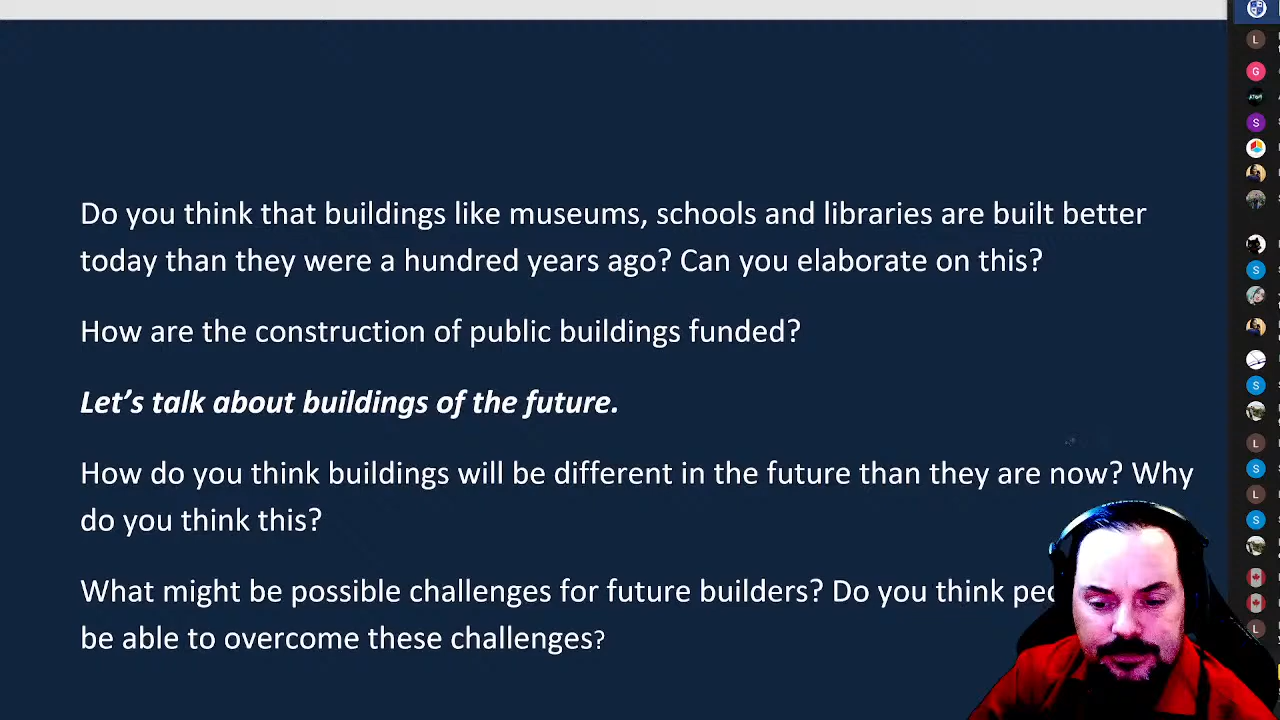 Do you think that buildings like museums, schools and libraries are built better
today than they were a hundred years ago? Can you elaborate on this?
How are the construction of public buildings funded?
Let's talk about buildings of the future.
How do you think buildings will be different in the future than they are now? Why
do you think this?
What might be possible challenges for future builders? Do you think
be able to overcome these challenges?
L
G
S
S
S
L
S
L
S
L